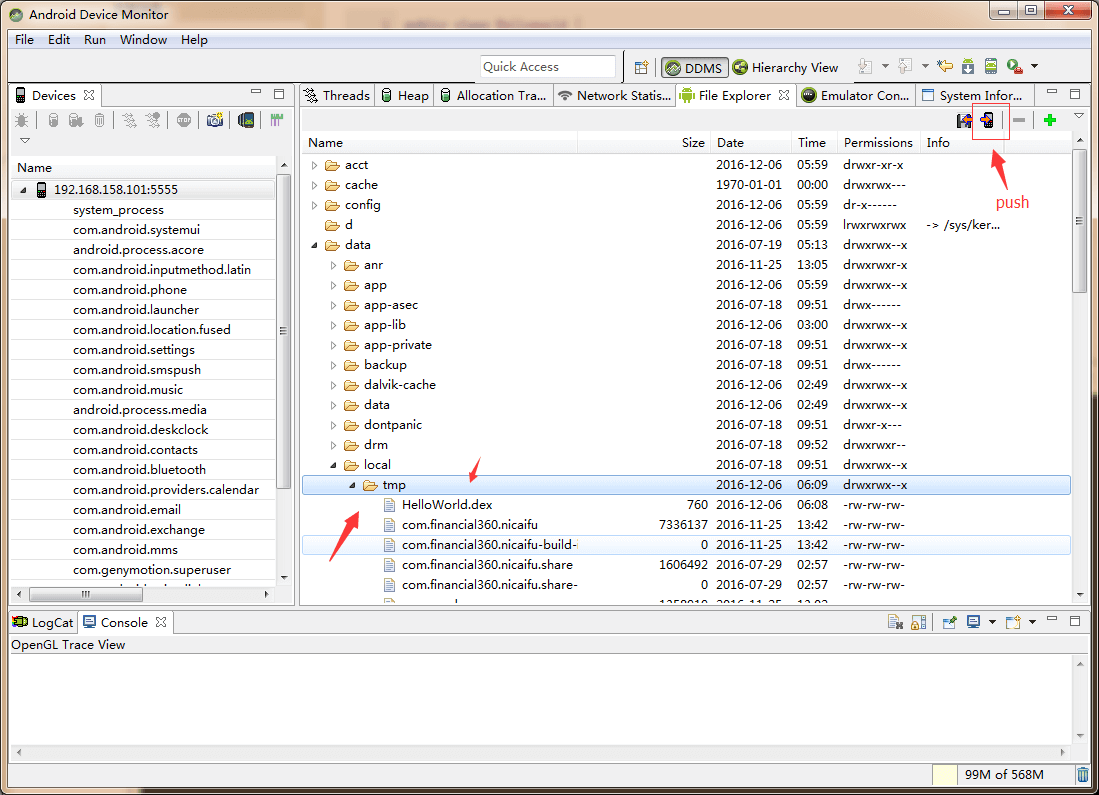 Android Device Monitor
File Edit Run Window Help
Quick Access DDMS Hierarchy View
Devices
Name
192.168.158.101:5555
system_process
com.android.systemui
android.process.acore
com.android.inputmethod.latin
com.android.phone
com.android.launcher
com.android.location.fused
com.android.settings
com.android.smspush
com.android.music
android.process.media
com.android.deskclock
com.android.contacts
com.android.bluetooth
com.android.providers.calendar
com.android.email
com.android.exchange
com.android.mms
com.genymotion.superuser
Threads Heap Allocation Tra... Network Statis... File Explorer Emulator Con... System Infor...
push
Name Size Date Time Permissions Info
acct 2016-12-06 05:59 drwxr-xr-x
cache 1970-01-01 00:00 drwxrwx---
config 2016-12-06 05:59 dr-x------
d 2016-12-06 05:59 lrwxrwxrwx -> /sys/ker...
data 2016-07-19 05:13 drwxrwx--x
anr 2016-11-25 13:05 drwxrwxr-x
app 2016-12-06 05:59 drwxrwx--x
app-asec 2016-07-18 09:51 drwx------
app-lib 2016-12-06 03:00 drwxrwx--x
app-private 2016-07-18 09:51 drwxrwx--x
backup 2016-07-18 09:51 drwx------
dalvik-cache 2016-12-06 02:49 drwxrwx--x
data 2016-12-06 02:49 drwxrwx--x
dontpanic 2016-07-18 09:51 drwxr-x---
drm 2016-07-18 09:52 drwxrwxr--
local 2016-07-18 09:51 drwxrwx--x
tmp 2016-12-06 06:09 drwxrwx--x
HelloWorld.dex 760 2016-12-06 06:08 -rw-rw-rw-
com.financial360.nicaifu 7336137 2016-11-25 13:42 -rw-rw-rw-
com.financial360.nicaifu-build- 0 2016-11-25 13:42 -rw-rw-rw-
com.financial360.nicaifu.share 1606492 2016-07-29 02:57 -rw-rw-rw-
com.financial360.nicaifu.share- 0 2016-07-29 02:57 -rw-rw-rw-
LogCat Console
OpenGL Trace View
99M of 568M